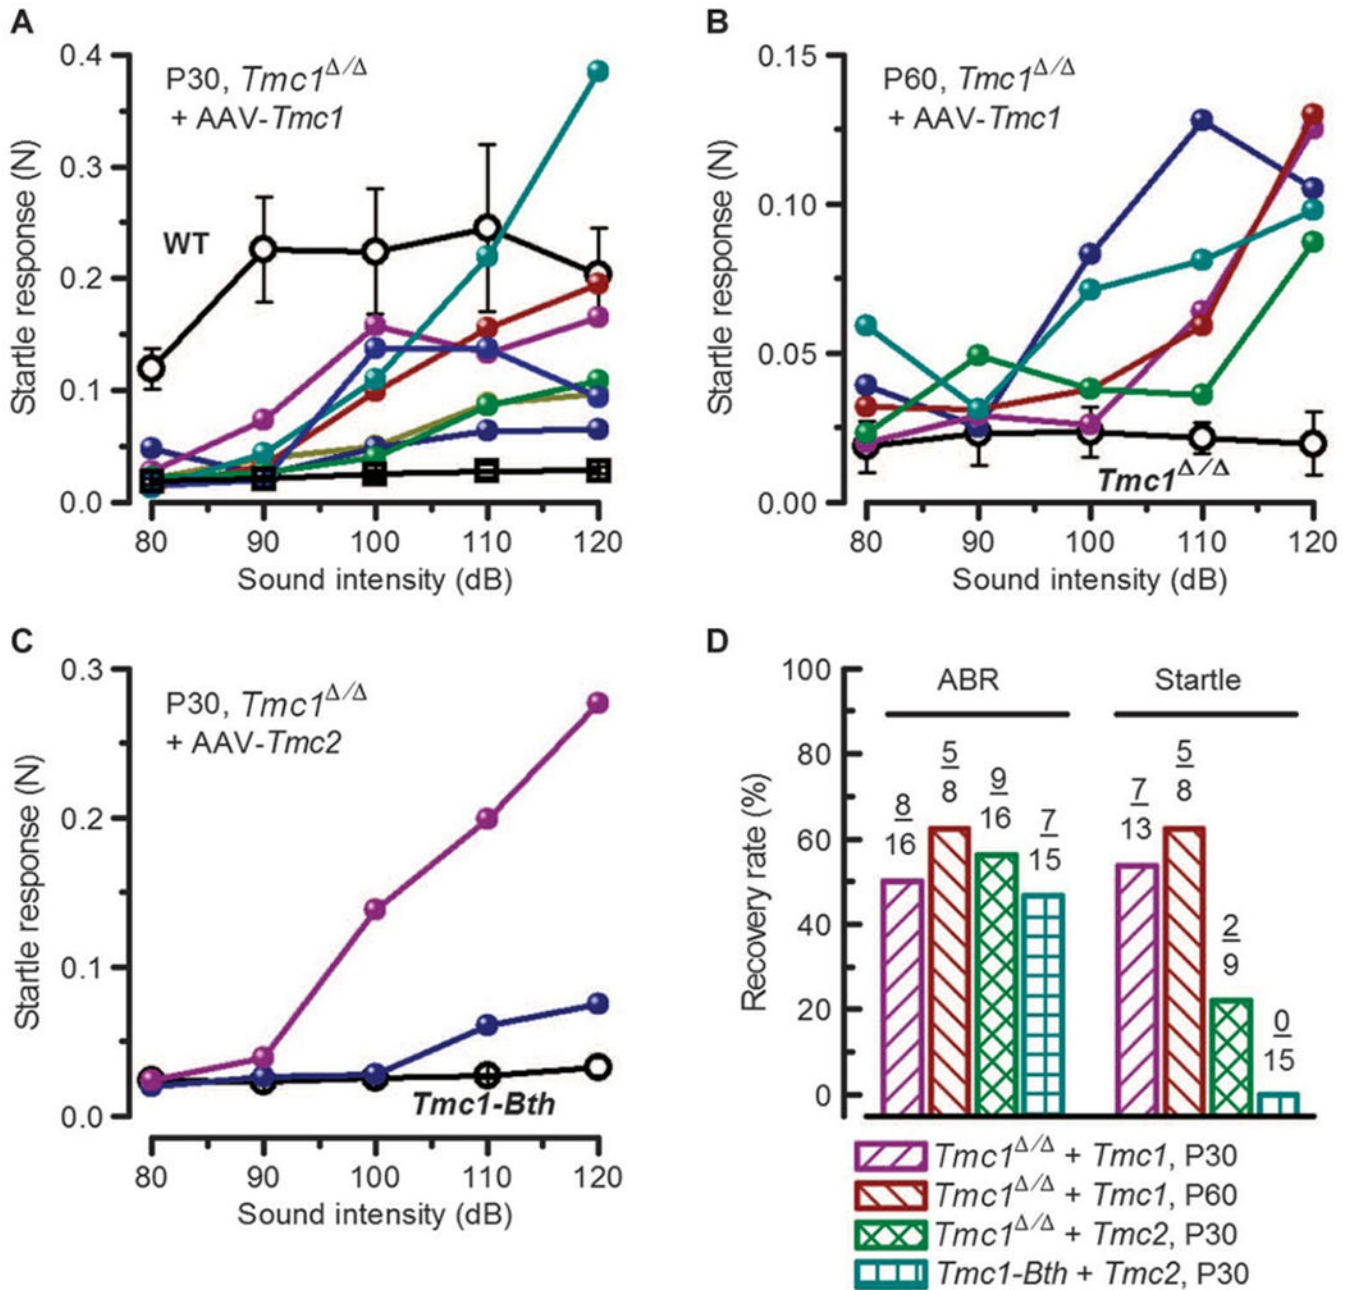 A
0.4
0.3
0.2
0.1
0.0
Startle response (N)
P30, Tmc1Δ/Δ
+ AAV-Tmc1
WT
80 90 100 110 120
Sound intensity (dB)
B
0.15
0.10
0.05
0.00
Startle response (N)
P60, Tmc1Δ/Δ
+ AAV-Tmc1
Tmc1Δ/Δ
80 90 100 110 120
Sound intensity (dB)
C
0.3
0.2
0.1
0.0
Startle response (N)
P30, Tmc1Δ/Δ
+ AAV-Tmc2
Tmc1-Bth
80 90 100 110 120
Sound intensity (dB)
D
100
80
60
40
20
0
Recovery rate (%)
ABR
Startle
8
16
5
8
9
16
7
15
7
13
5
8
2
9
0
15
Tmc1Δ/Δ + Tmc1, P30
Tmc1Δ/Δ + Tmc1, P60
Tmc1Δ/Δ + Tmc2, P30
Tmc1-Bth + Tmc2, P30